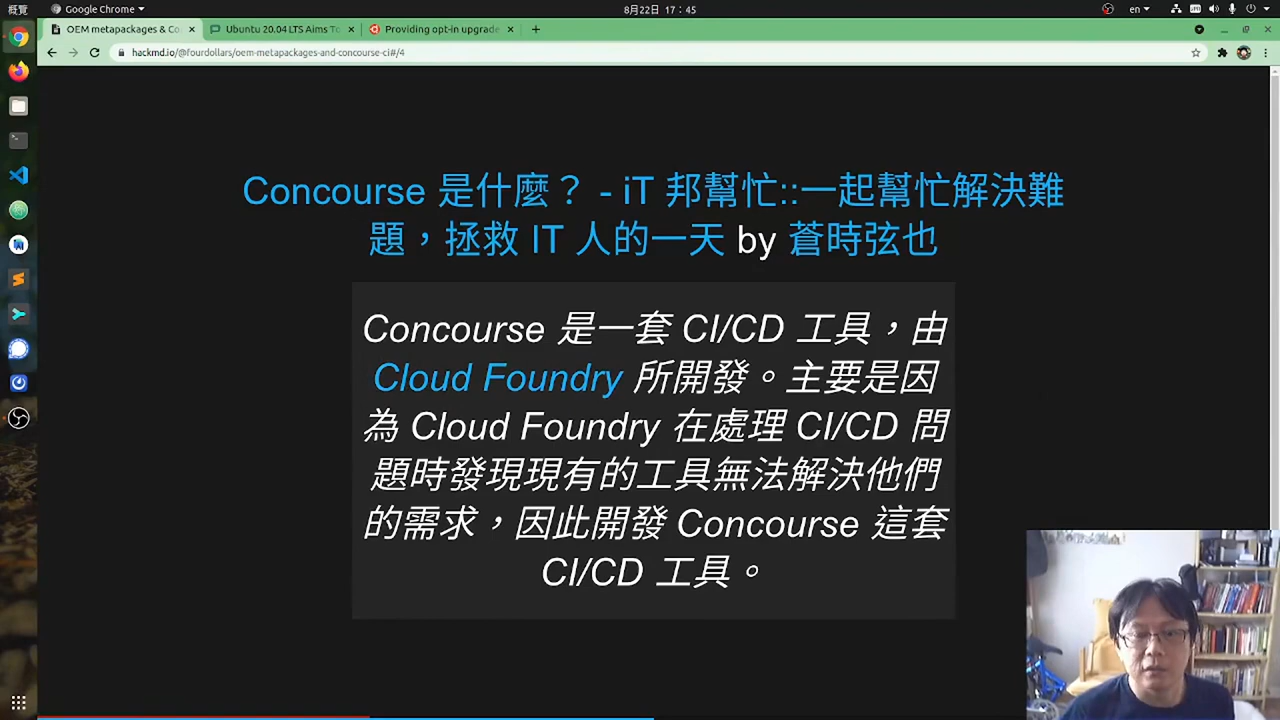 概覽
Google Chrome
8月22日 17：45
en
OEM metapackages & Co
Ubuntu 20.04 LTS Aims To
Providing opt-in upgrade
hackmd.io/@fourdollars/oem-metapackages-and-concourse-ci#/4
Concourse 是什麼？ - iT 邦幫忙::一起幫忙解決難
題，拯救 IT 人的一天 by 蒼時弦也
Concourse 是一套 CI/CD 工具，由
Cloud Foundry 所開發。主要是因
為 Cloud Foundry 在處理 CI/CD 問
題時發現現有的工具無法解決他們
的需求，因此開發 Concourse 這套
CI/CD 工具。